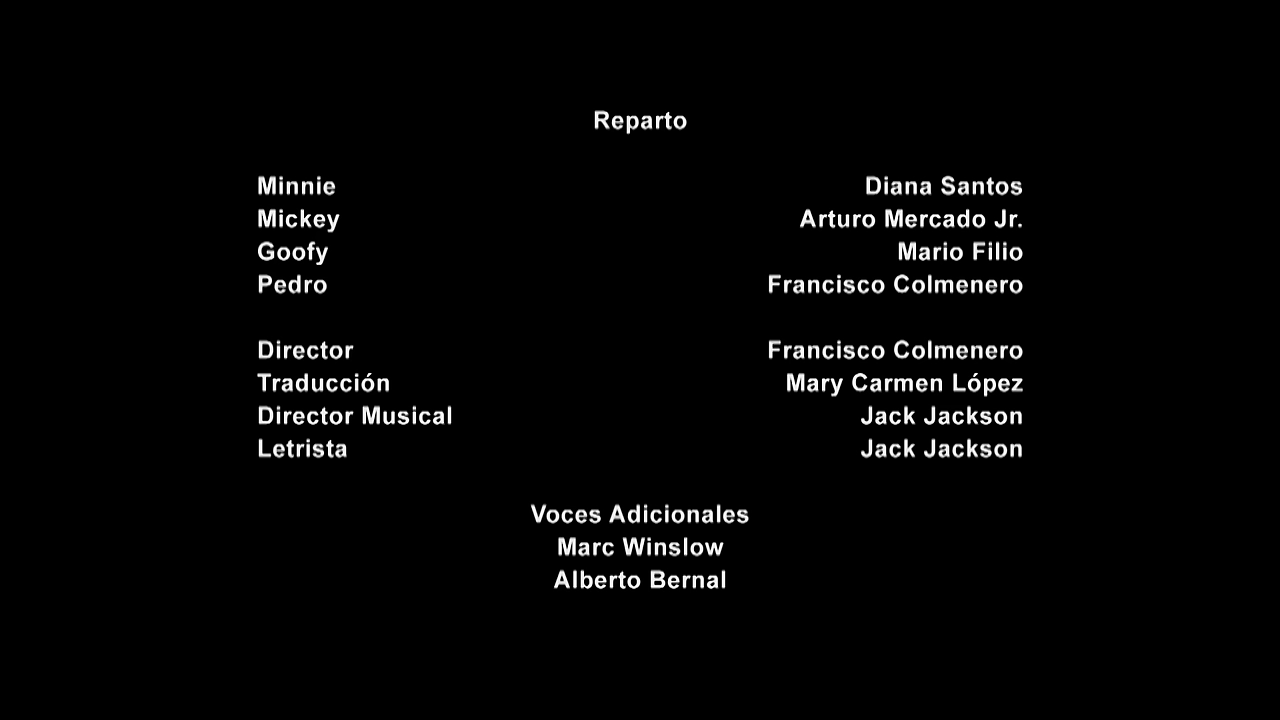 Reparto
Minnie Diana Santos
Mickey Arturo Mercado Jr.
Goofy Mario Filio
Pedro Francisco Colmenero
Director Francisco Colmenero
Traducción Mary Carmen López
Director Musical Jack Jackson
Letrista Jack Jackson
Voces Adicionales
Marc Winslow
Alberto Bernal